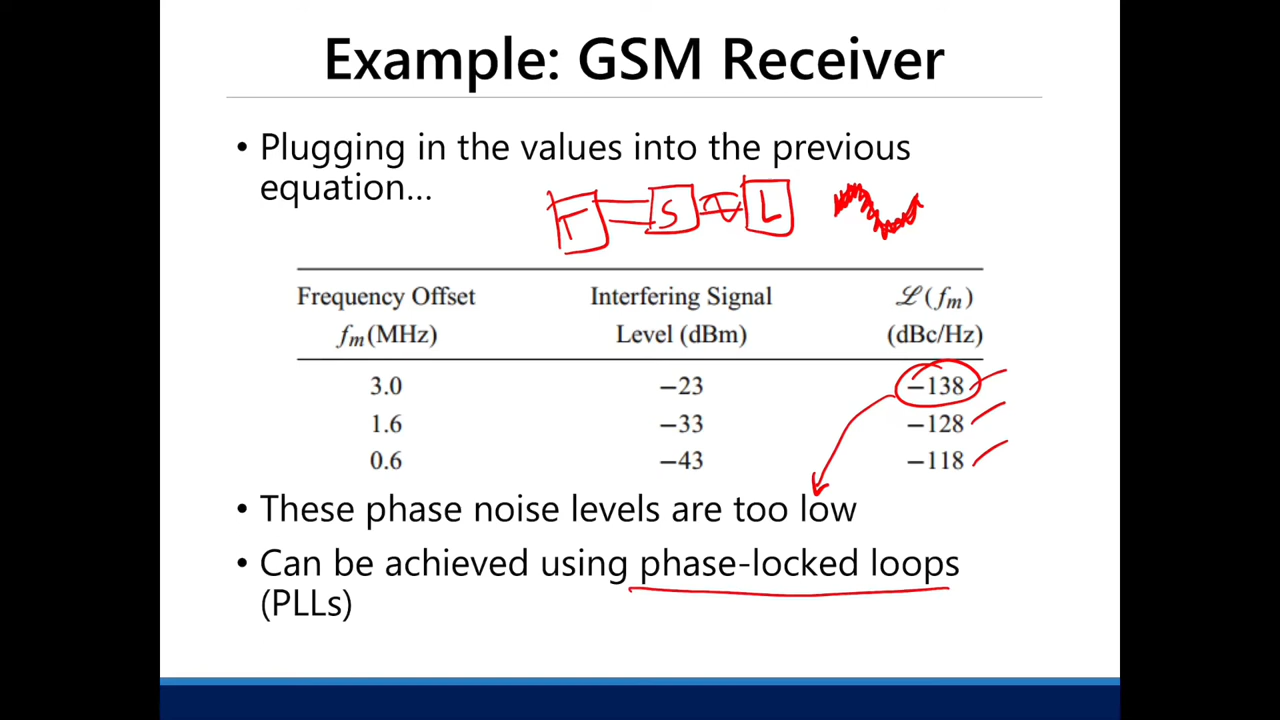 Example: GSM Receiver
• Plugging in the values into the previous
equation...
T S L
Frequency Offset Interfering Signal ℒ(fm)
fm(MHz) Level (dBm) (dBc/Hz)
3.0 −23 −138
1.6 −33 −128
0.6 −43 −118
• These phase noise levels are too low
• Can be achieved using phase-locked loops
(PLLs)